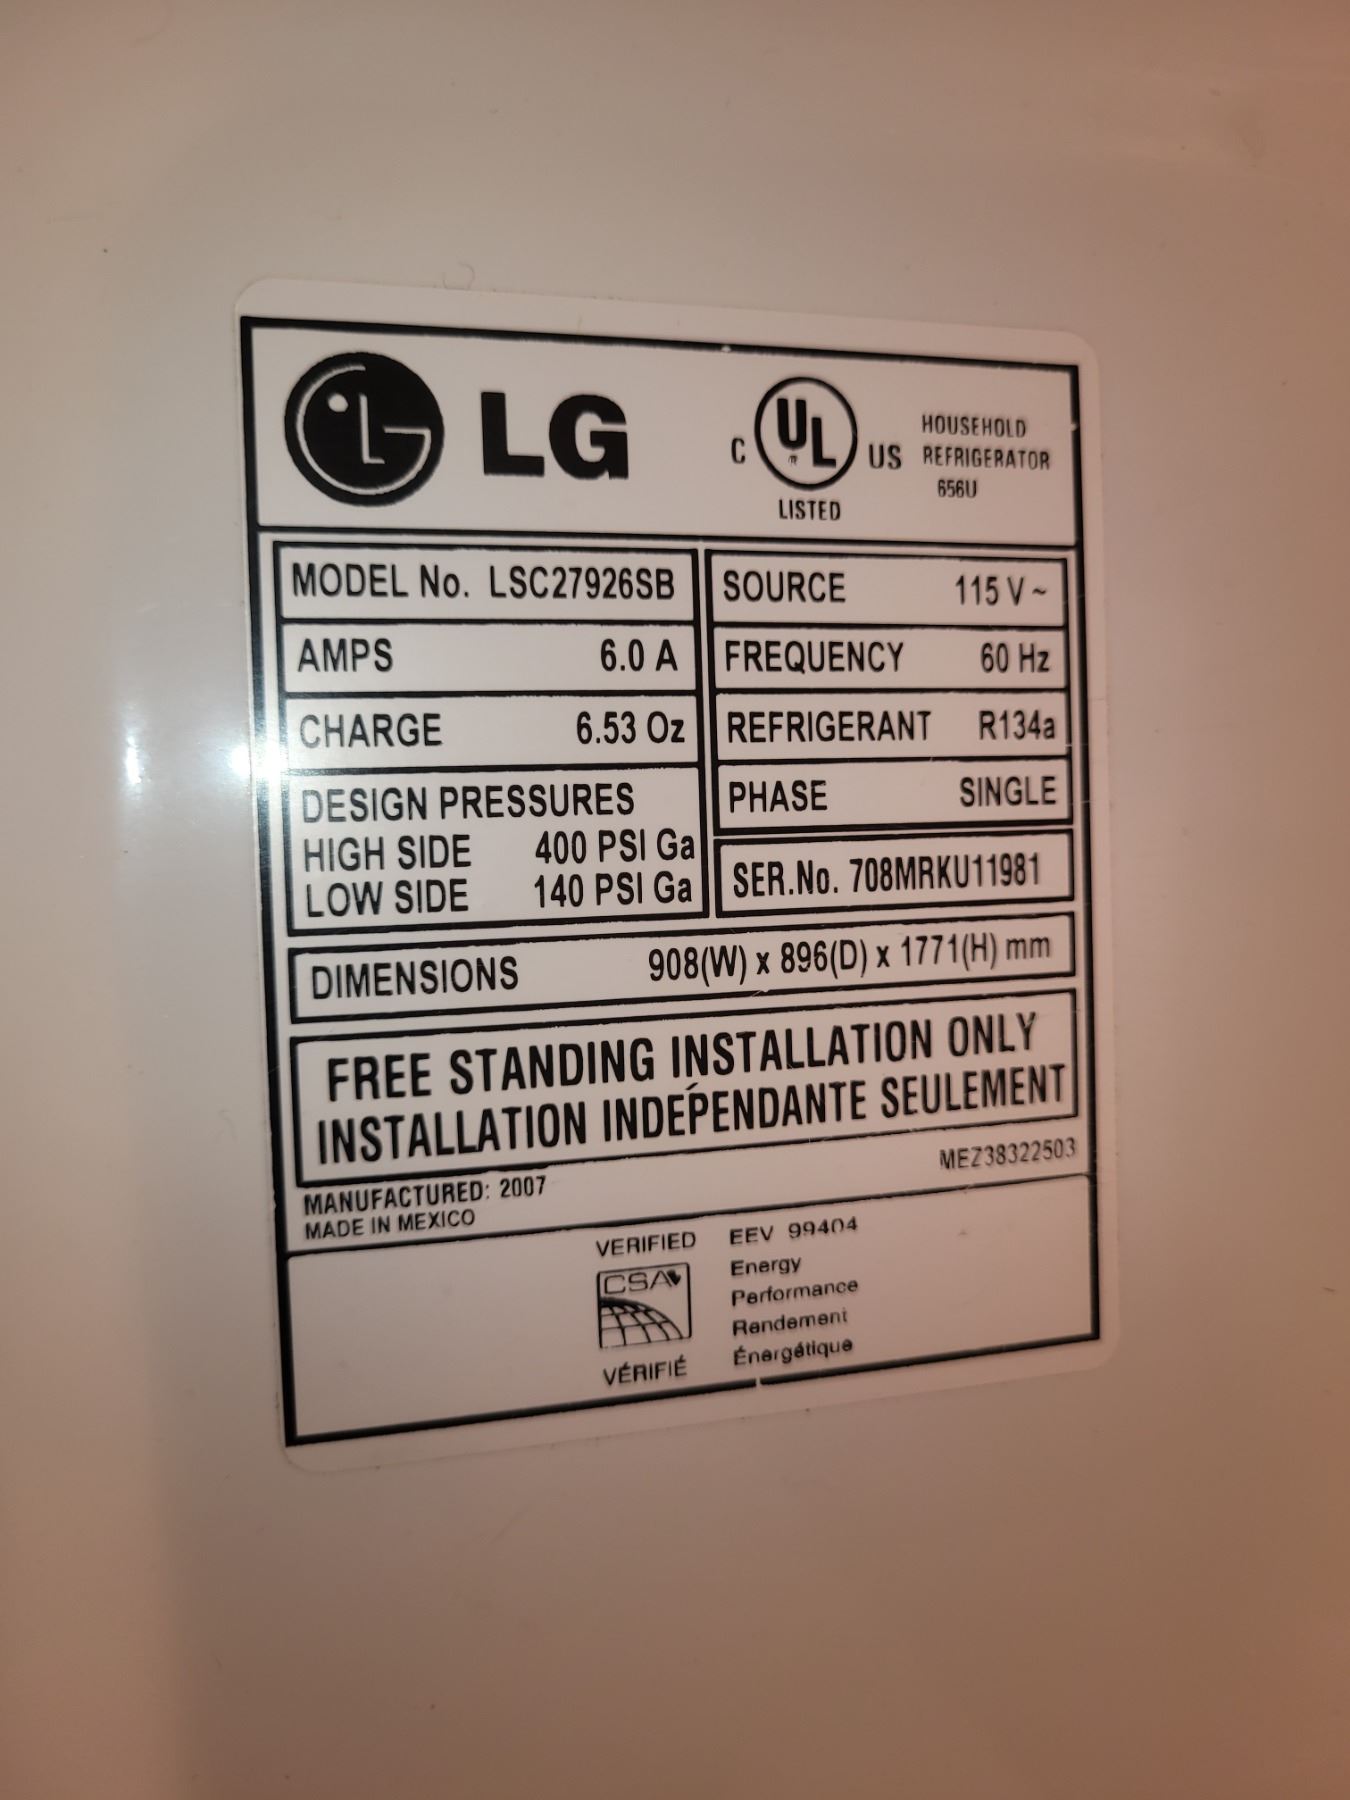 LG
C UL US
LISTED
HOUSEHOLD
REFRIGERATOR
656U
MODEL No. LSC27926SB
AMPS 6.0 A
CHARGE 6.53 Oz
DESIGN PRESSURES
HIGH SIDE 400 PSI Ga
LOW SIDE 140 PSI Ga
SOURCE 115 V ~
FREQUENCY 60 Hz
REFRIGERANT R134a
PHASE SINGLE
SER.No. 708MRKU11981
DIMENSIONS 908(W) x 896(D) x 1771(H) mm
FREE STANDING INSTALLATION ONLY
INSTALLATION INDÉPENDANTE SEULEMENT
MEZ38322503
MANUFACTURED: 2007
MADE IN MEXICO
VERIFIED
CSA
VÉRIFIÉ
EEV 99404
Energy
Performance
Rendement
Énergétique